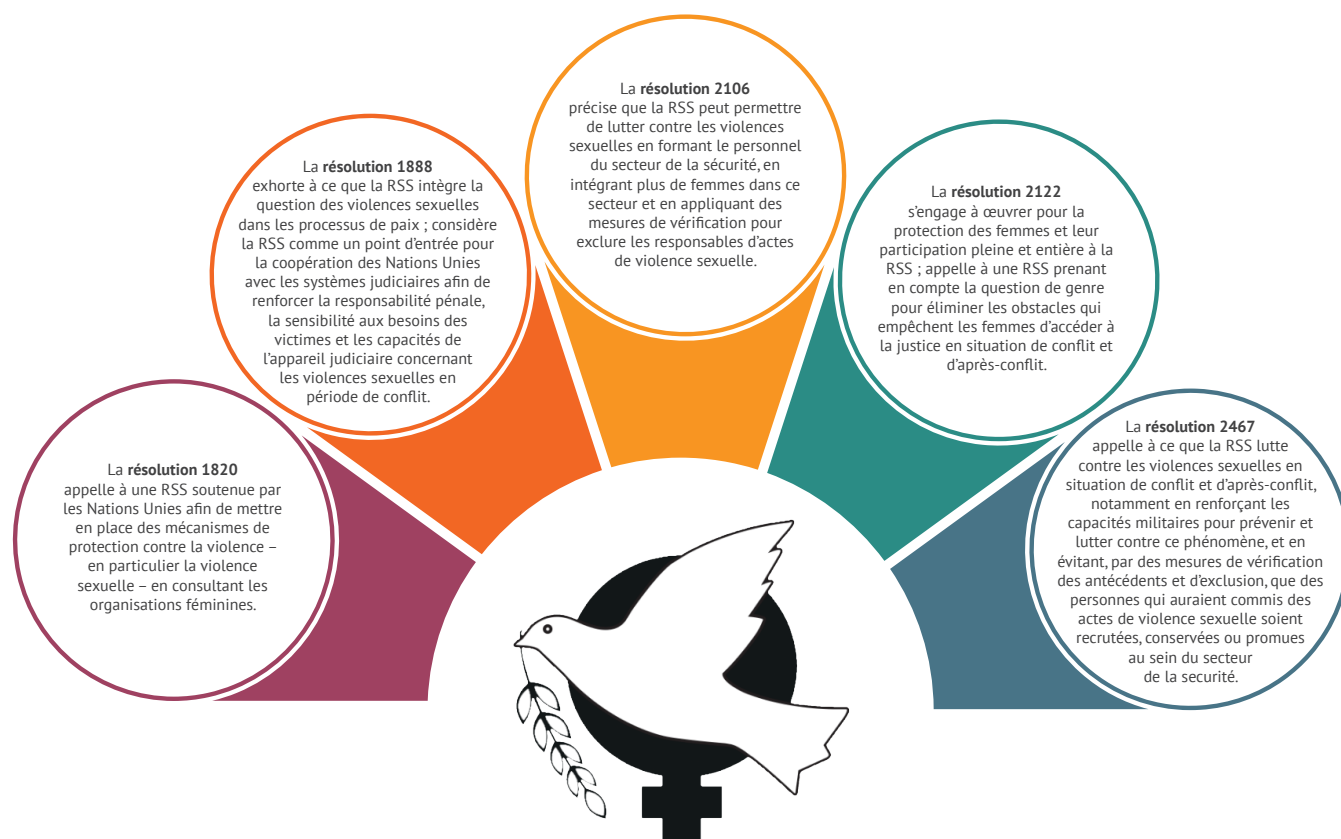 La résolution 1820
appelle à une RSS soutenue par
les Nations Unies afin de mettre
en place des mécanismes de
protection contre la violence –
en particulier la violence
sexuelle – en consultant les
organisations féminines.
La résolution 1888
exhorte à ce que la RSS intègre la
question des violences sexuelles
dans les processus de paix ; considère
la RSS comme un point d’entrée pour
la coopération des Nations Unies
avec les systèmes judiciaires afin de
renforcer la responsabilité pénale,
la sensibilité aux besoins des
victimes et les capacités de
l’appareil judiciaire concernant
les violences sexuelles en
période de conflit.
La résolution 2106
précise que la RSS peut permettre
de lutter contre les violences
sexuelles en formant le personnel
du secteur de la sécurité, en
intégrant plus de femmes dans ce
secteur et en appliquant des
mesures de vérification pour
exclure les responsables d’actes
de violence sexuelle.
La résolution 2122
s’engage à œuvrer pour la
protection des femmes et leur
participation pleine et entière à la
RSS ; appelle à une RSS prenant
en compte la question de genre
pour éliminer les obstacles qui
empêchent les femmes d’accéder à
la justice en situation de conflit et
d’après-conflit.
La résolution 2467
appelle à ce que la RSS lutte
contre les violences sexuelles en
situation de conflit et d’après-conflit,
notamment en renforçant les
capacités militaires pour prévenir et
lutter contre ce phénomène, et en
évitant, par des mesures de vérification
des antécédents et d’exclusion, que des
personnes qui auraient commis des
actes de violence sexuelle soient
recrutées, conservées ou promues
au sein du secteur
de la securité.